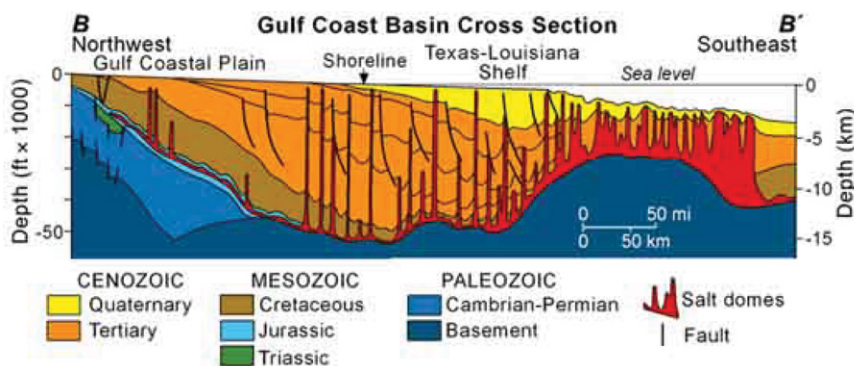 B Gulf Coast Basin Cross Section B′
Northwest Southeast
Gulf Coastal Plain Shoreline Texas-Louisiana Shelf Sea level
Depth (ft × 1000)
0
-50
0
-5
-10
-15
Depth (km)
0 50 mi
0 50 km
CENOZOIC
Quaternary
Tertiary
MESOZOIC
Cretaceous
Jurassic
Triassic
PALEOZOIC
Cambrian-Permian
Basement
Salt domes
Fault